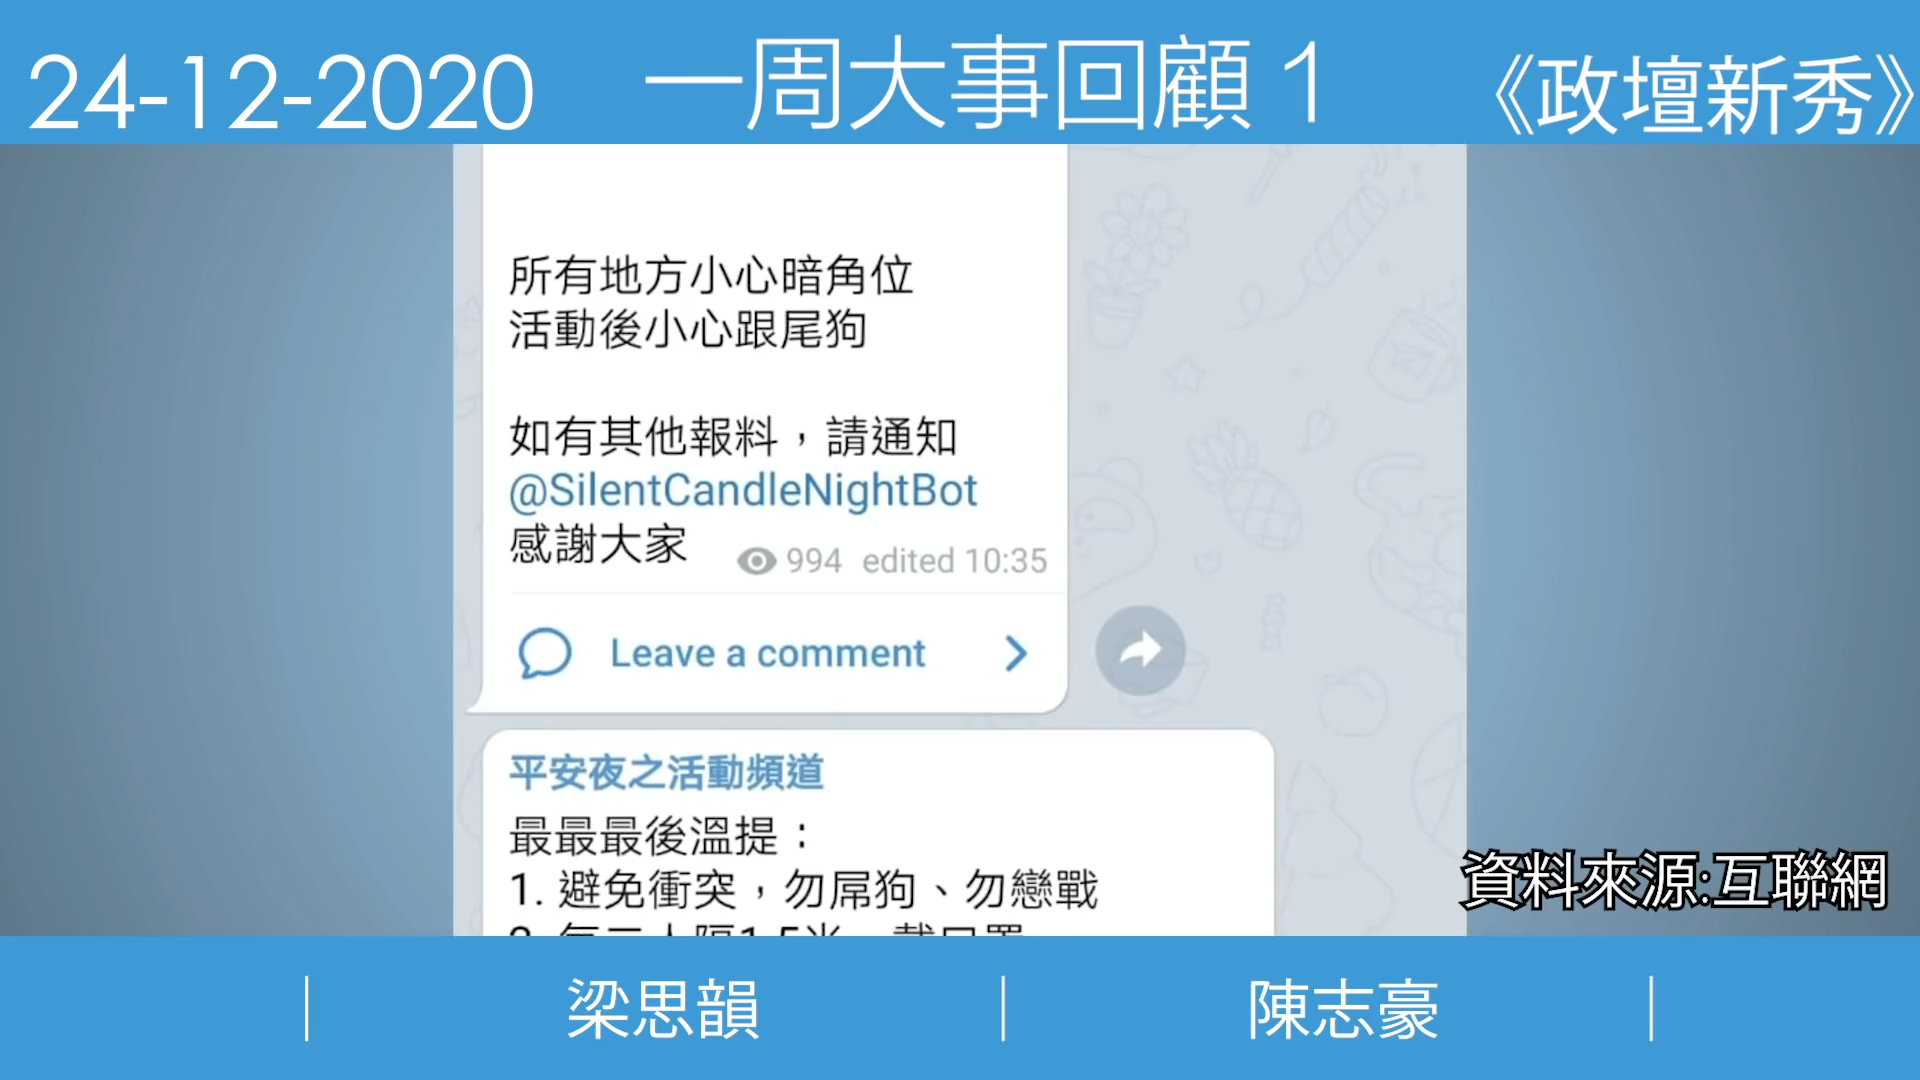 24-12-2020
一周大事回顧 1
《政壇新秀》
所有地方小心暗角位
活動後小心跟尾狗
如有其他報料，請通知
@SilentCandleNightBot
感謝大家
994 edited 10:35
Leave a comment
平安夜之活動頻道
最最最後溫提：
1. 避免衝突，勿屌狗、勿戀戰
資料來源:互聯網
梁思韻
陳志豪